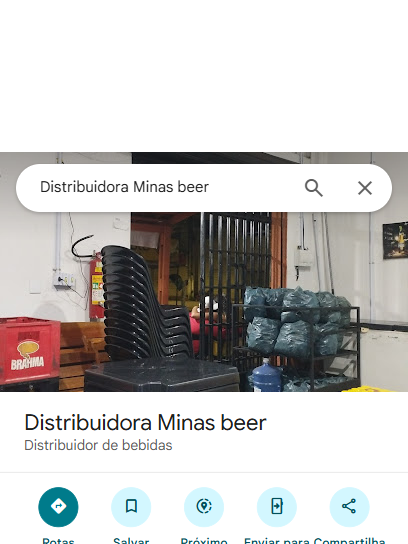 Distribuidora Minas beer
BRAHMA
Distribuidora Minas beer
Distribuidor de bebidas
Rotas
Salvar
Próximo
Enviar para
Compartilha